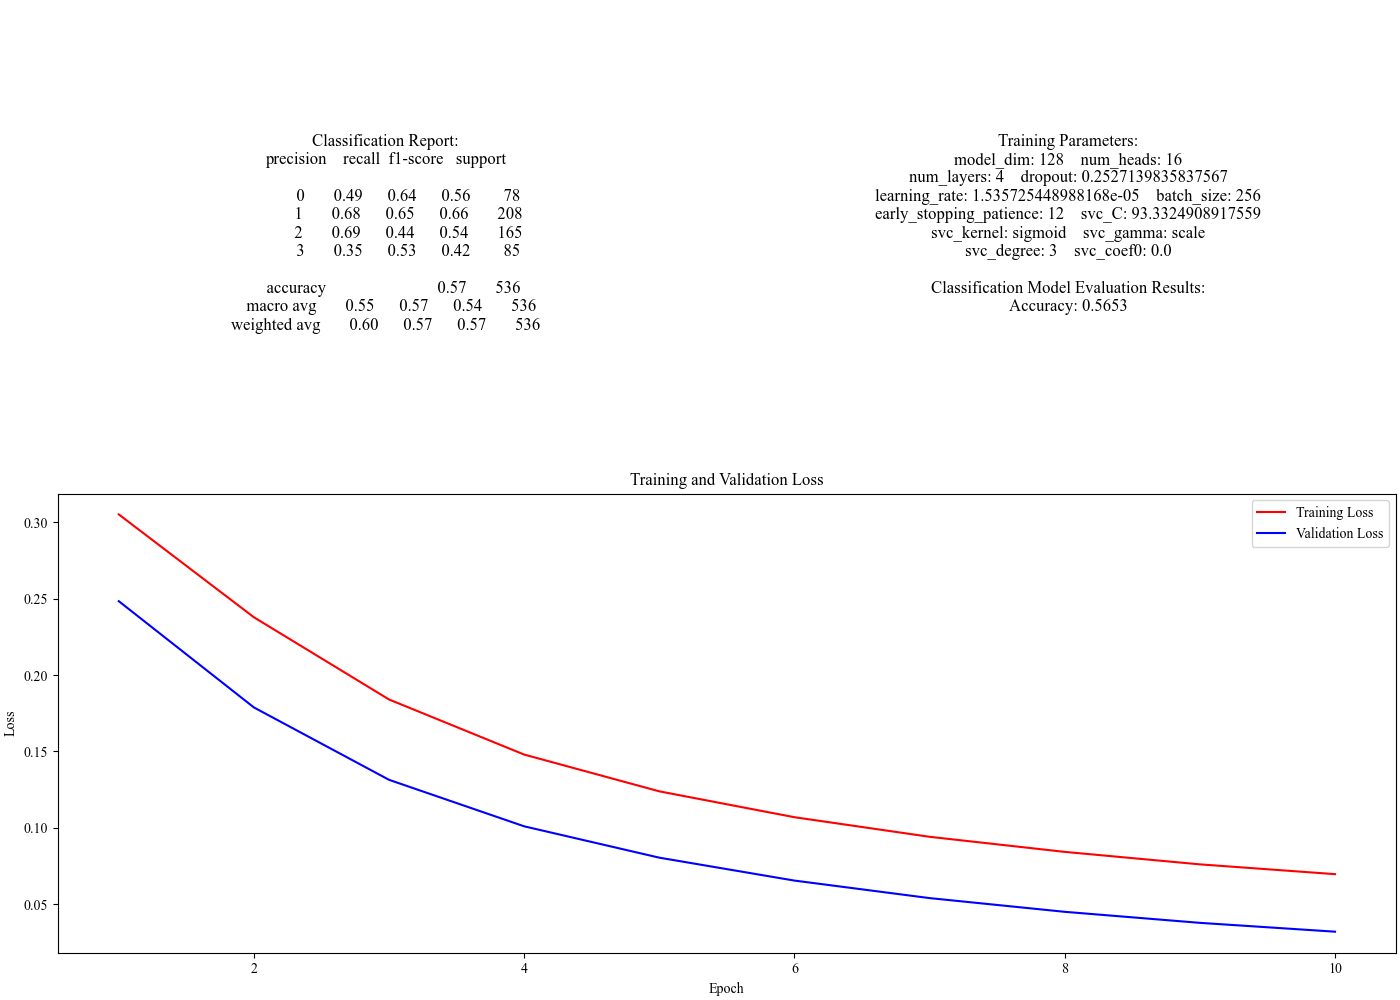 Classification Report:
precision recall f1-score support
0 0.49 0.64 0.56 78
1 0.68 0.65 0.66 208
2 0.69 0.44 0.54 165
3 0.35 0.53 0.42 85
accuracy 0.57 536
macro avg 0.55 0.57 0.54 536
weighted avg 0.60 0.57 0.57 536
Training Parameters:
model_dim: 128 num_heads: 16
num_layers: 4 dropout: 0.2527139835837567
learning_rate: 1.535725448988168e-05 batch_size: 256
early_stopping_patience: 12 svc_C: 93.3324908917559
svc_kernel: sigmoid svc_gamma: scale
svc_degree: 3 svc_coef0: 0.0
Classification Model Evaluation Results:
Accuracy: 0.5653
Training and Validation Loss
Training Loss
Validation Loss
Loss
0.30
0.25
0.20
0.15
0.10
0.05
2 4 6 8 10
Epoch